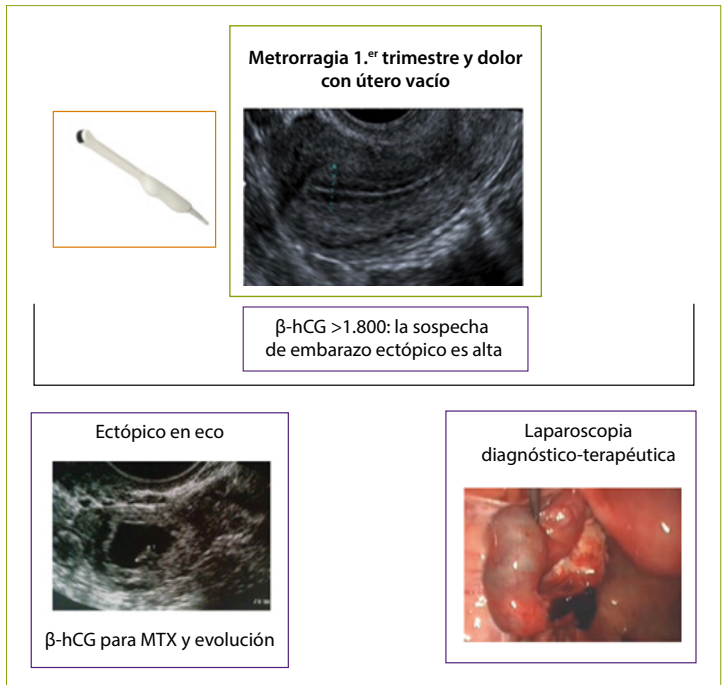 Metrorragia 1.er trimestre y dolor
con útero vacío
β-hCG >1.800: la sospecha
de embarazo ectópico es alta
Ectópico en eco
β-hCG para MTX y evolución
Laparoscopia
diagnóstico-terapéutica